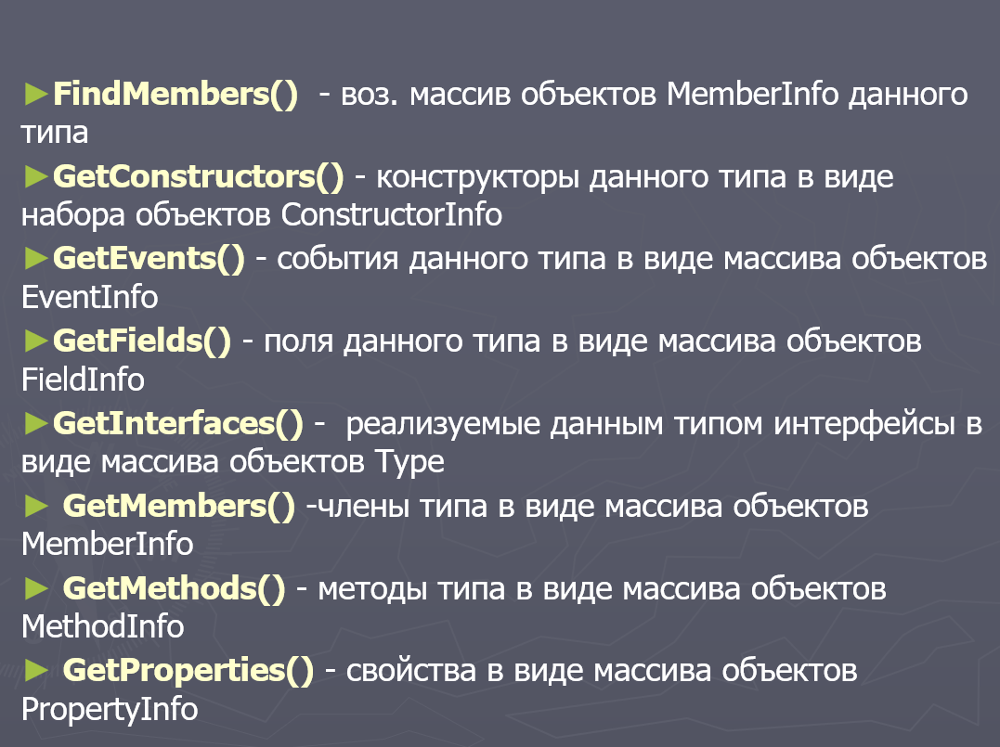 ►FindMembers()  - воз. массив объектов MemberInfo данного
типа
►GetConstructors() - конструкторы данного типа в виде
набора объектов ConstructorInfo
►GetEvents() - события данного типа в виде массива объектов
EventInfo
►GetFields() - поля данного типа в виде массива объектов
FieldInfo
►GetInterfaces() -  реализуемые данным типом интерфейсы в
виде массива объектов Type
► GetMembers() -члены типа в виде массива объектов
MemberInfo
► GetMethods() - методы типа в виде массива объектов
MethodInfo
► GetProperties() - свойства в виде массива объектов
PropertyInfo